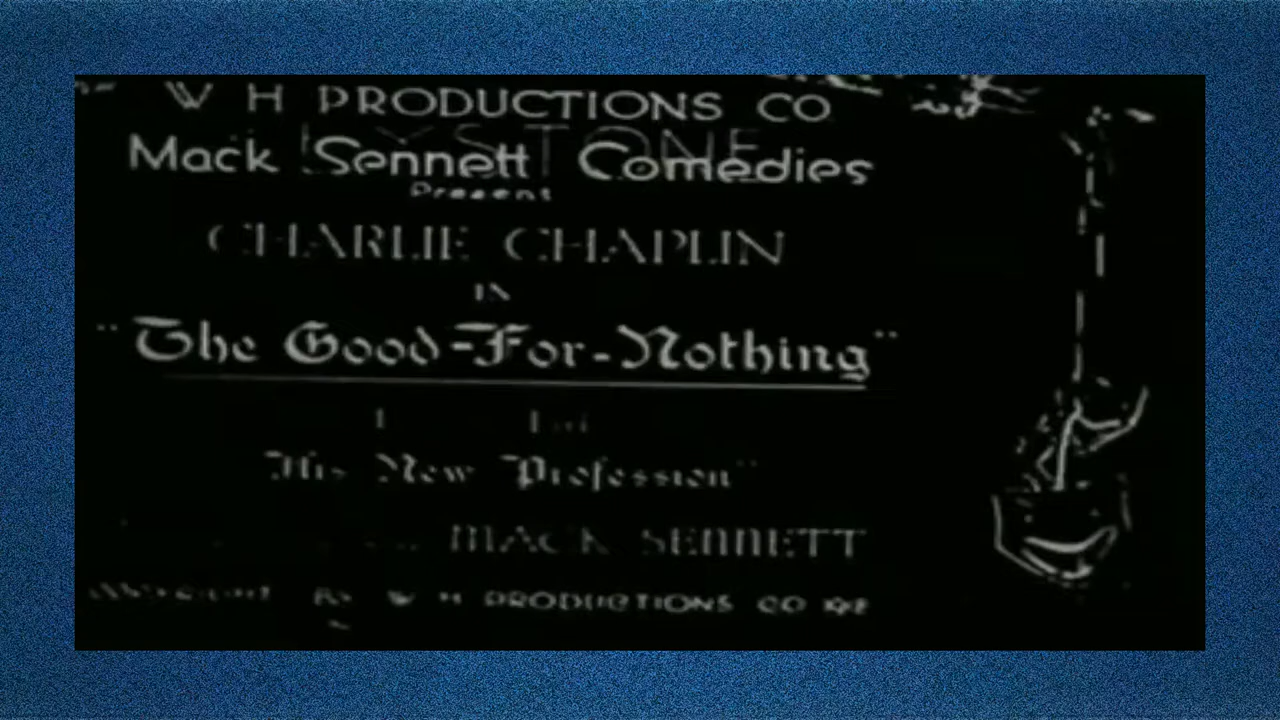 W H PRODUCTIONS CO
KEYSTONE
Mack Sennett Comedies
Present
CHARLIE CHAPLIN
IN
"The Good-For-Nothing"
"His New Profession"
MACK SENNETT
BY W H PRODUCTIONS CO